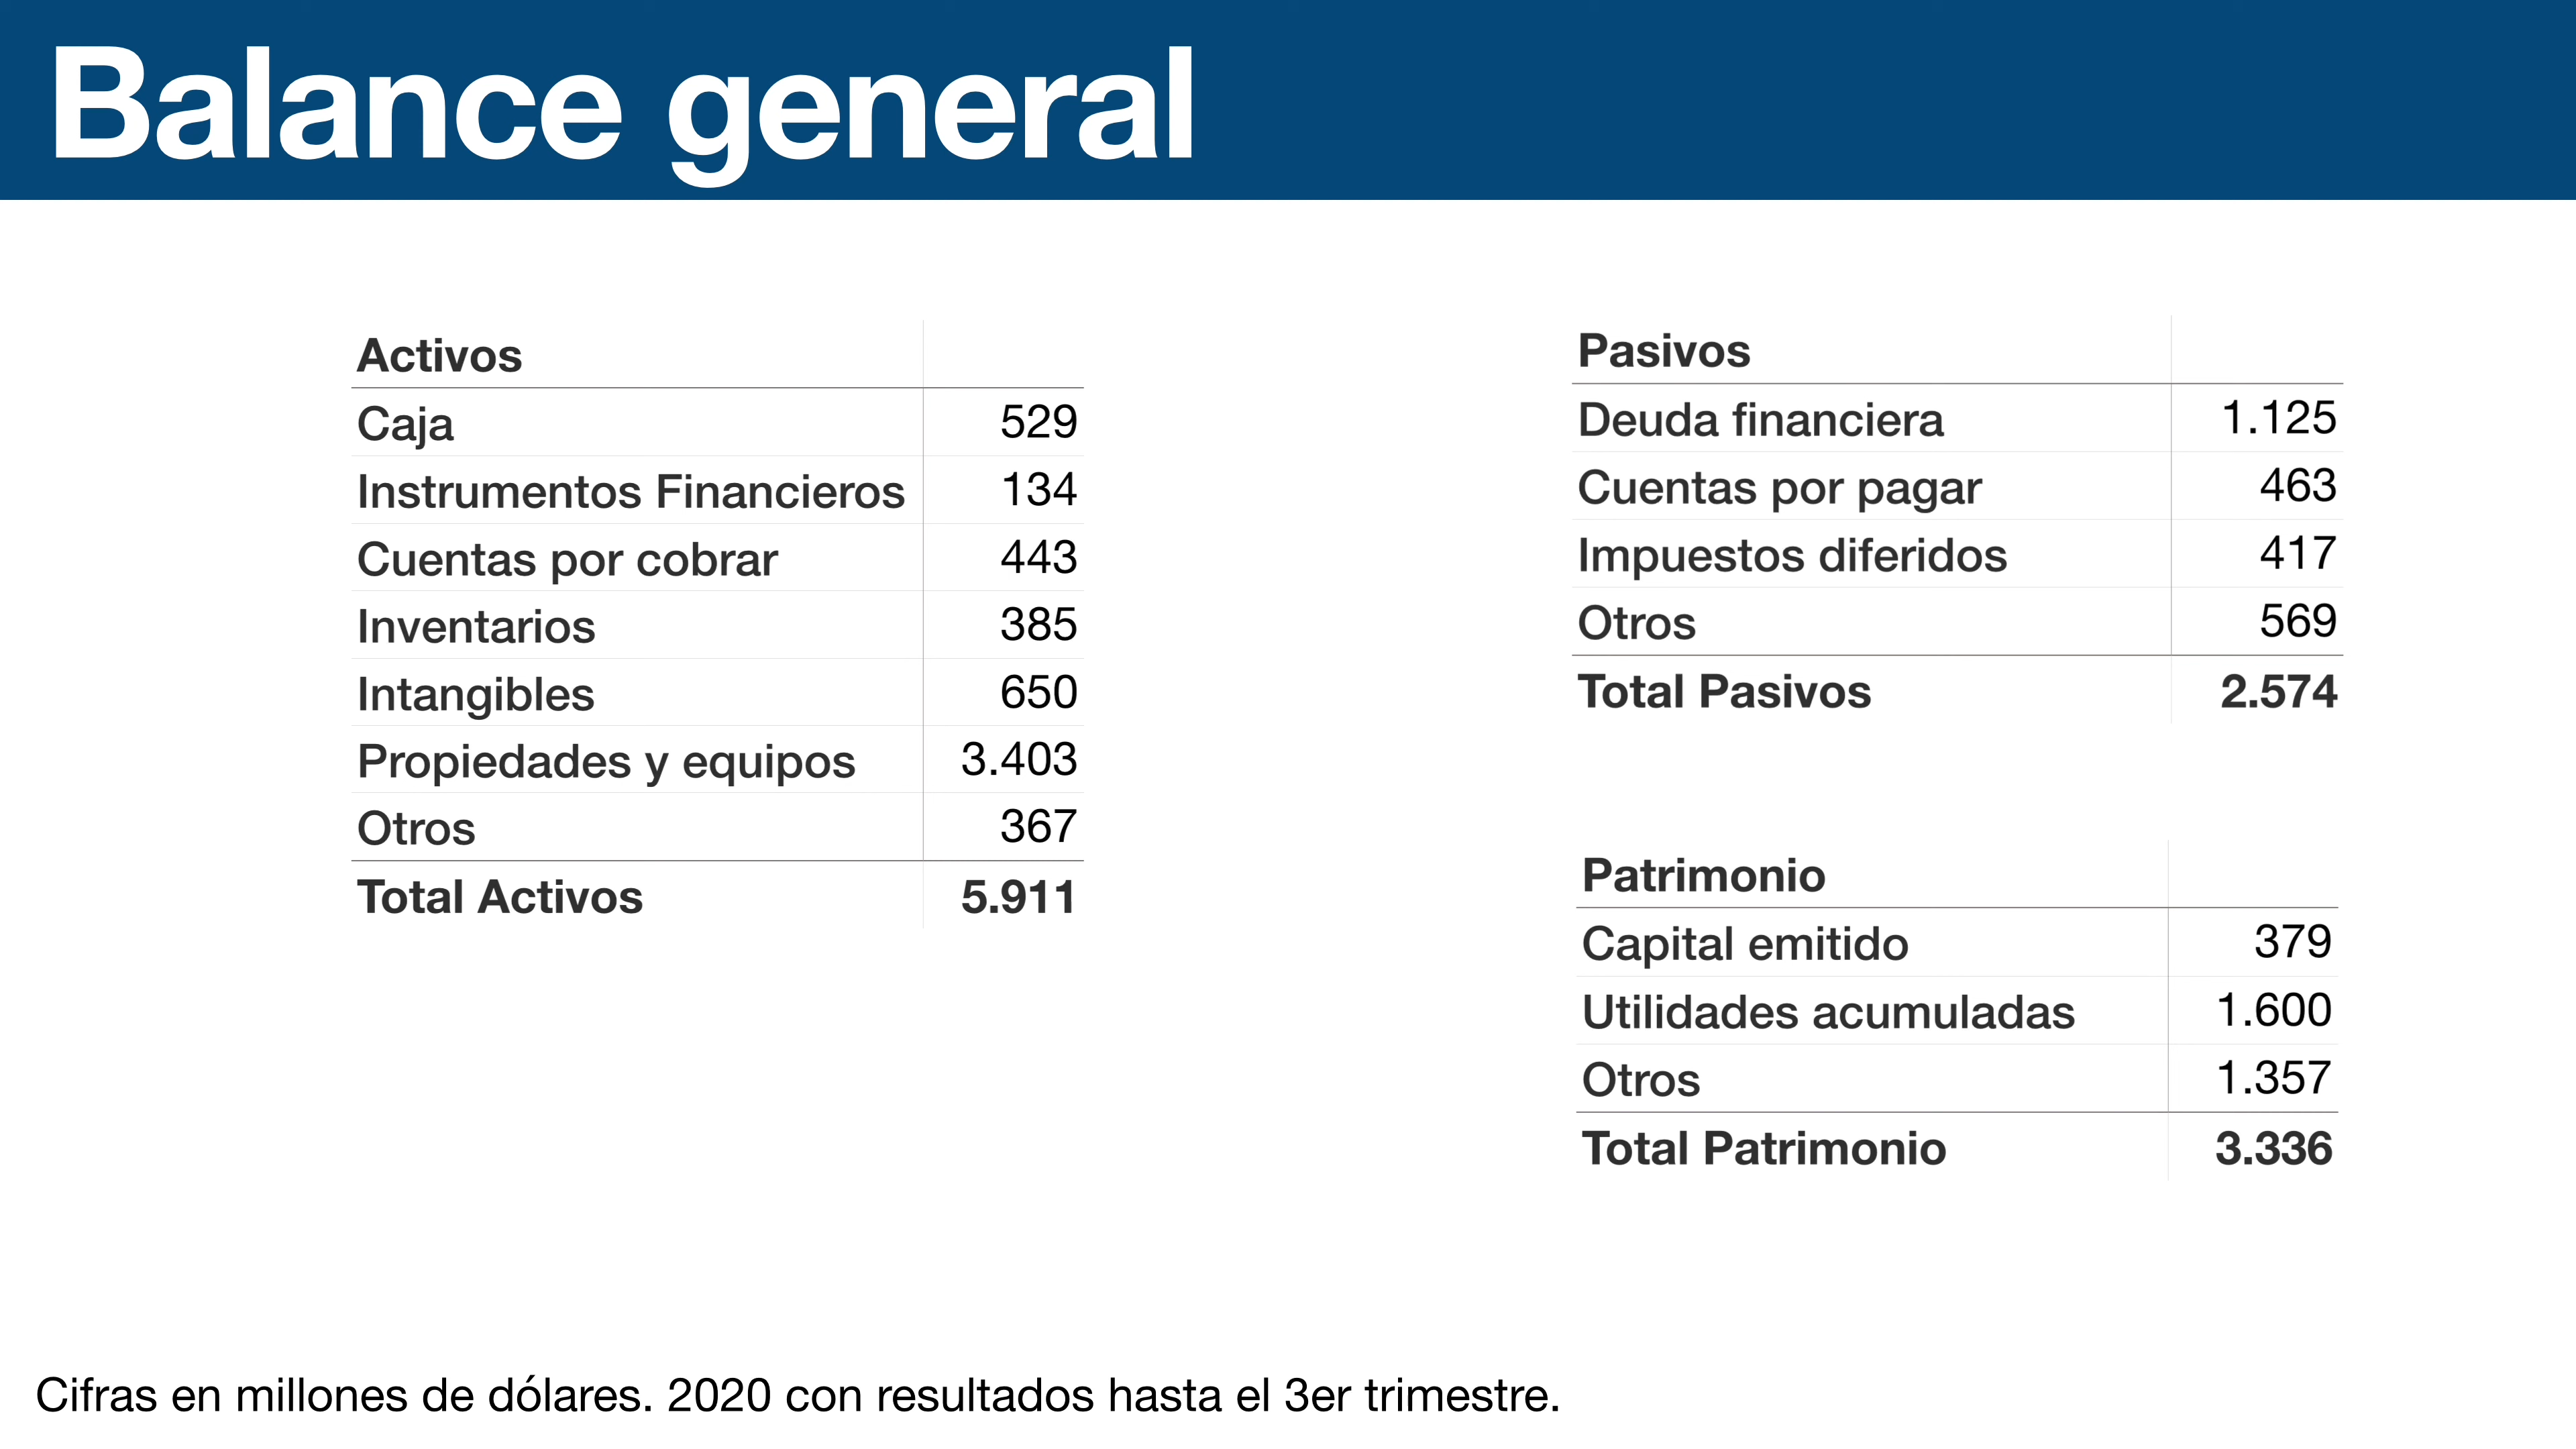 Balance general
Activos
Caja 529
Instrumentos Financieros 134
Cuentas por cobrar 443
Inventarios 385
Intangibles 650
Propiedades y equipos 3.403
Otros 367
Total Activos 5.911
Pasivos
Deuda financiera 1.125
Cuentas por pagar 463
Impuestos diferidos 417
Otros 569
Total Pasivos 2.574
Patrimonio
Capital emitido 379
Utilidades acumuladas 1.600
Otros 1.357
Total Patrimonio 3.336
Cifras en millones de dólares. 2020 con resultados hasta el 3er trimestre.